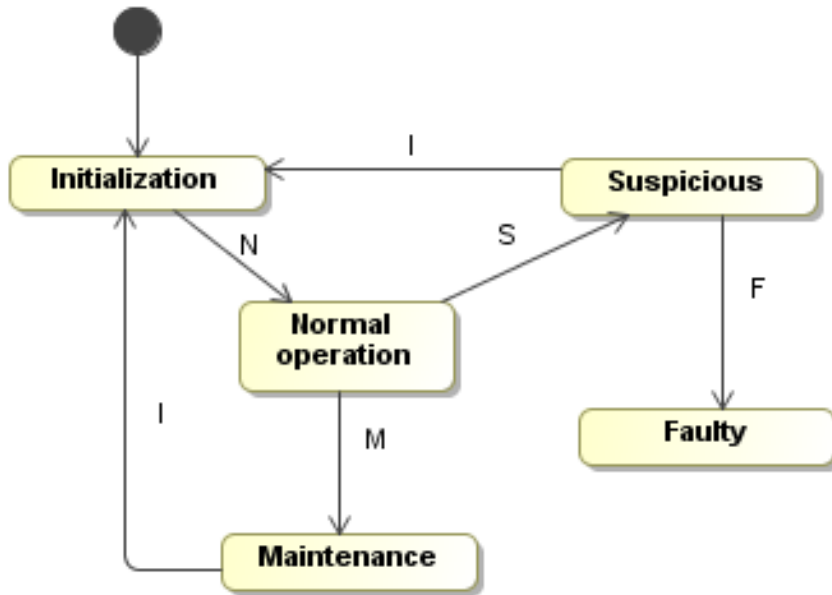 I
Initialization
Suspicious
N
S
F
Normal
operation
I
M
Faulty
Maintenance